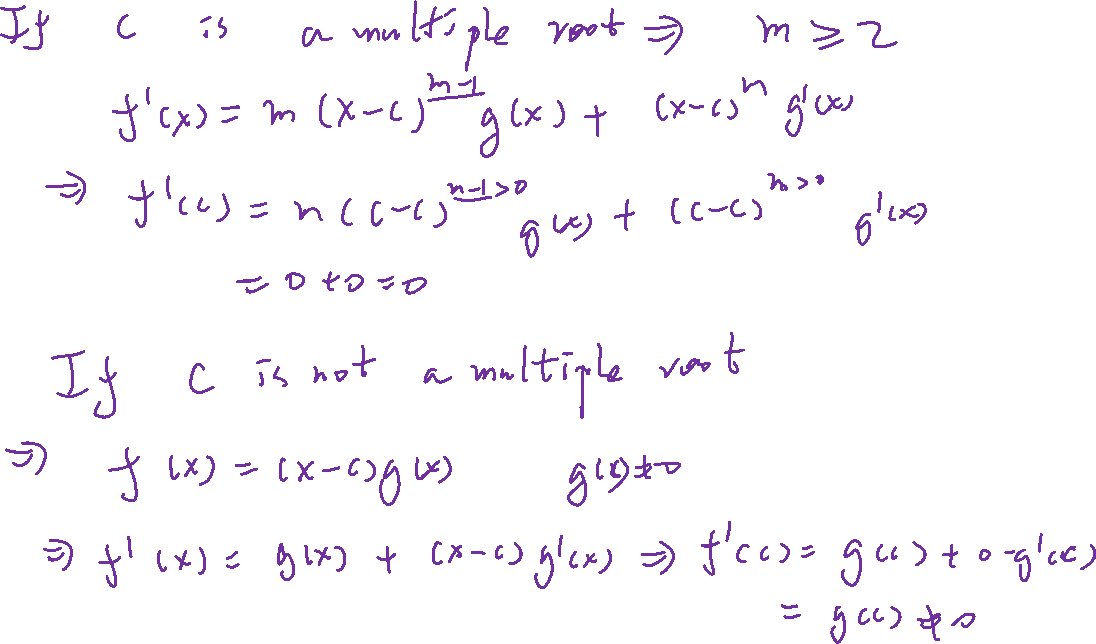 If c is a multiple root ⇒ m ≥ 2
f'(x) = m (x-c)^{m-1} g(x) + (x-c)^m g'(x)
⇒ f'(c) = m (c-c)^{m-1>0} g(x) + (c-c)^{m>0} g'(x)
= 0 + 0 = 0
If c is not a multiple root
⇒ f(x) = (x-c)g(x) g(c) ≠ 0
⇒ f'(x) = g(x) + (x-c) g'(x) ⇒ f'(c) = g(c) + 0·g'(c)
= g(c) ≠ 0